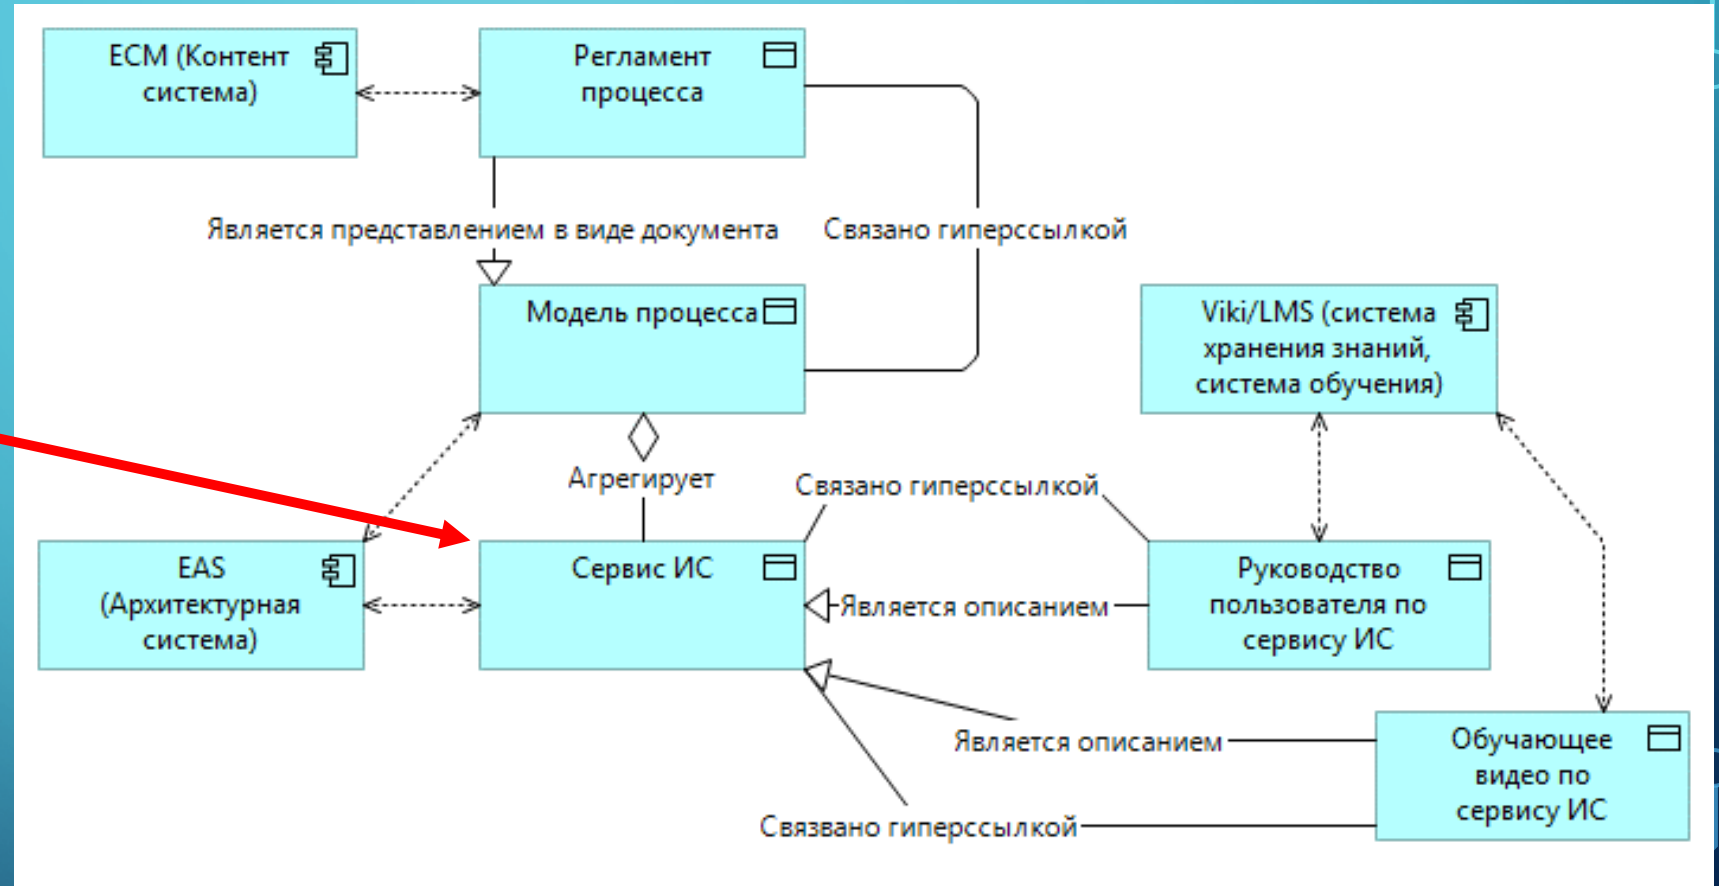 ECM (Контент
система)
Регламент
процесса
Является представлением в виде документа
Связано гиперссылкой
Модель процесса
Viki/LMS (система
хранения знаний,
система обучения)
Агрегирует
Связано гиперссылкой
EAS
(Архитектурная
система)
Сервис ИС
Является описанием
Руководство
пользователя по
сервису ИС
Является описанием
Обучающее
видео по
сервису ИС
Связвано гиперссылкой